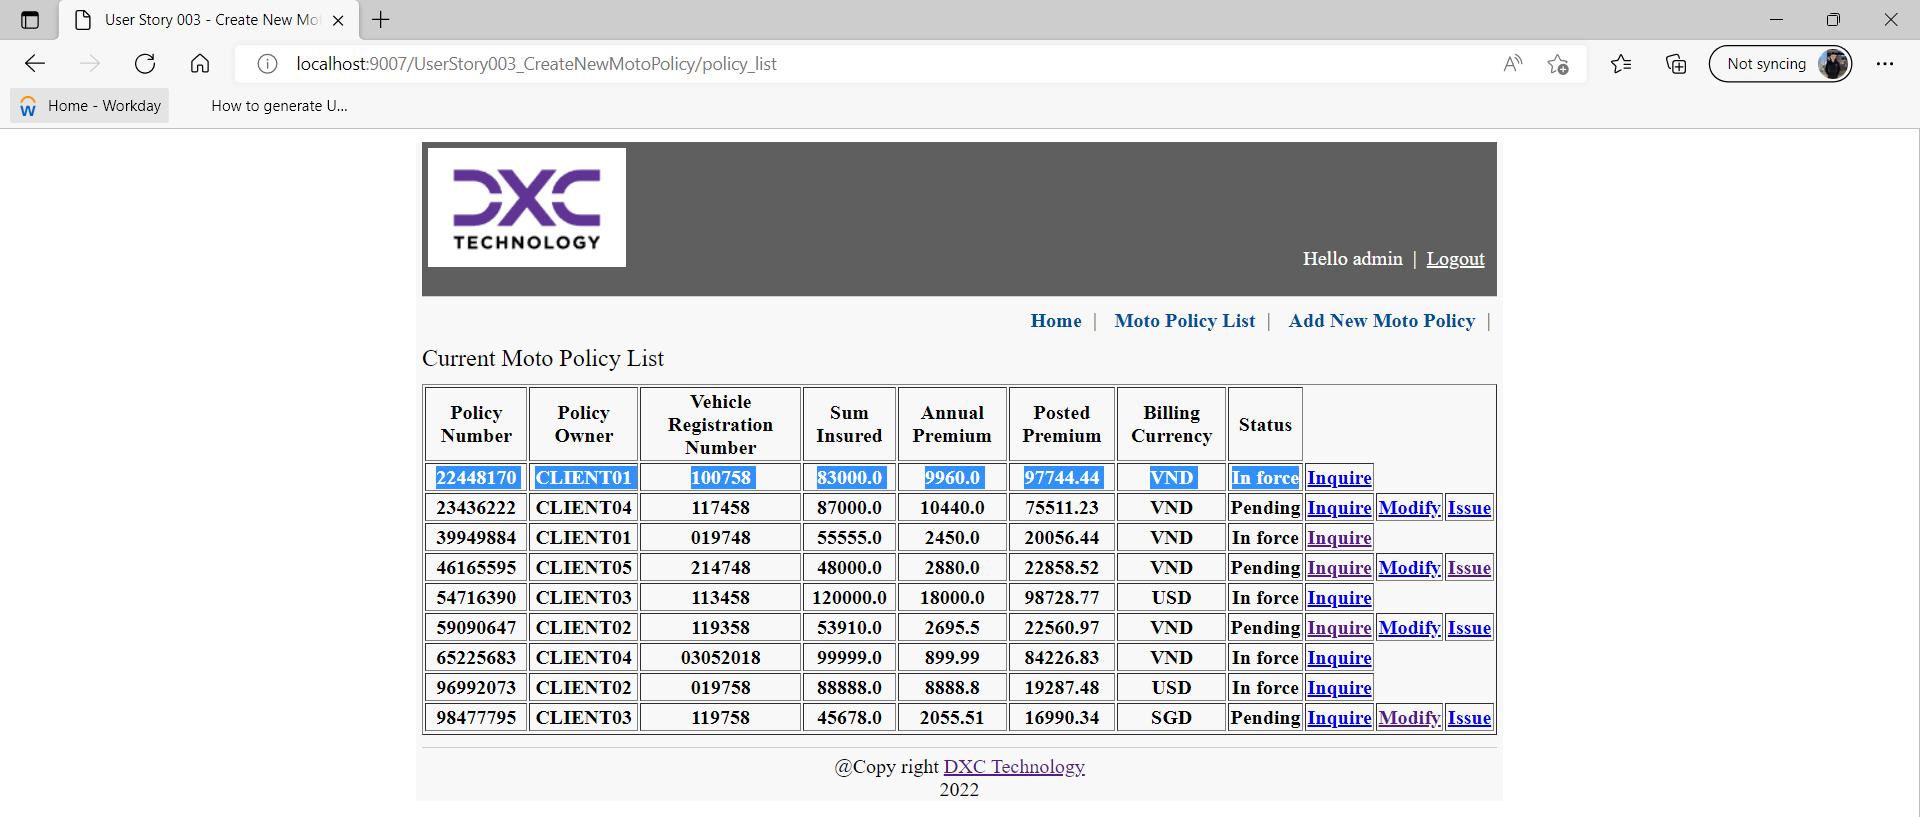 User Story 003 - Create New Mo
localhost:9007/UserStory003_CreateNewMotoPolicy/policy_list
Not syncing
Home - Workday
How to generate U...
DXC
TECHNOLOGY
Hello admin | Logout
Home | Moto Policy List | Add New Moto Policy |
Current Moto Policy List
Policy Number Policy Owner Vehicle Registration Number Sum Insured Annual Premium Posted Premium Billing Currency Status
22448170 CLIENT01 100758 83000.0 9960.0 97744.44 VND In force Inquire
23436222 CLIENT04 117458 87000.0 10440.0 75511.23 VND Pending Inquire Modify Issue
39949884 CLIENT01 019748 55555.0 2450.0 20056.44 VND In force Inquire
46165595 CLIENT05 214748 48000.0 2880.0 22858.52 VND Pending Inquire Modify Issue
54716390 CLIENT03 113458 120000.0 18000.0 98728.77 USD In force Inquire
59090647 CLIENT02 119358 53910.0 2695.5 22560.97 VND Pending Inquire Modify Issue
65225683 CLIENT04 03052018 99999.0 899.99 84226.83 VND In force Inquire
96992073 CLIENT02 019758 88888.0 8888.8 19287.48 USD In force Inquire
98477795 CLIENT03 119758 45678.0 2055.51 16990.34 SGD Pending Inquire Modify Issue
@Copy right DXC Technology
2022